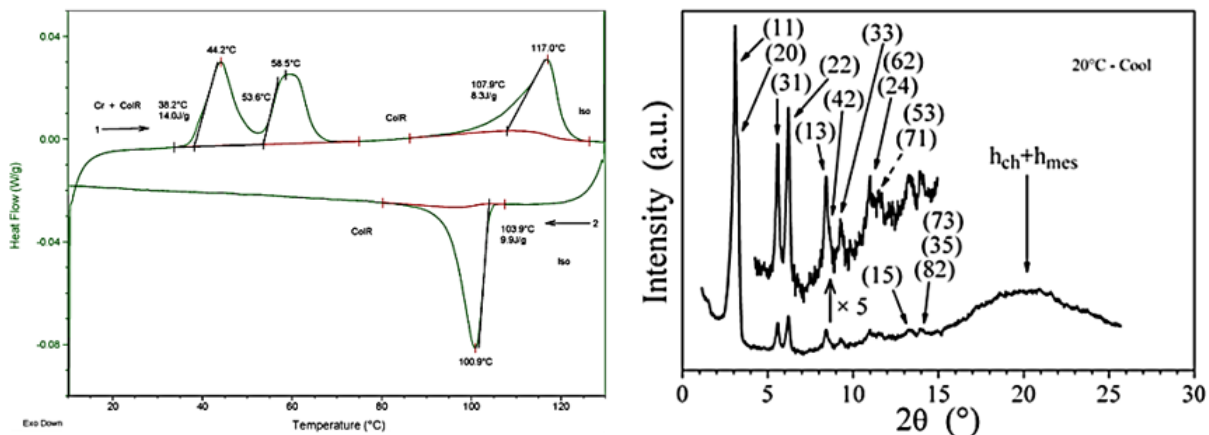 0.04
44.2°C
58.5°C
117.0°C
Cr + ColR
38.2°C
14.0J/g
53.6°C
107.9°C
8.3J/g
1
ColR
Iso
0.00
Heat Flow (W/g)
-0.04
ColR
103.9°C
9.9J/g
2
Iso
-0.08
100.9°C
20
40
60
80
100
120
Exo Down
Temperature (°C)
(11)
(20)
(31)
(22)
(42)
(13)
(33)
(62)
(24)
(53)
(71)
20°C - Cool
hch+hmes
Intensity (a.u.)
× 5
(15)
(73)
(35)
(82)
0 5 10 15 20 25 30
2θ (°)